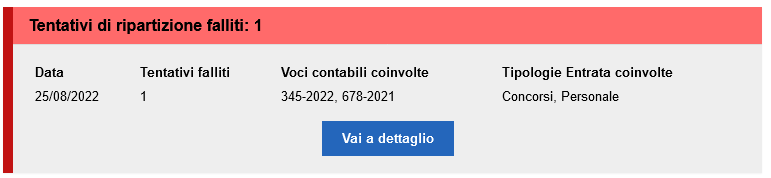 Tentativi di ripartizione falliti: 1
Data Tentativi falliti Voci contabili coinvolte Tipologie Entrata coinvolte
25/08/2022 1 345-2022, 678-2021 Concorsi, Personale
Vai a dettaglio